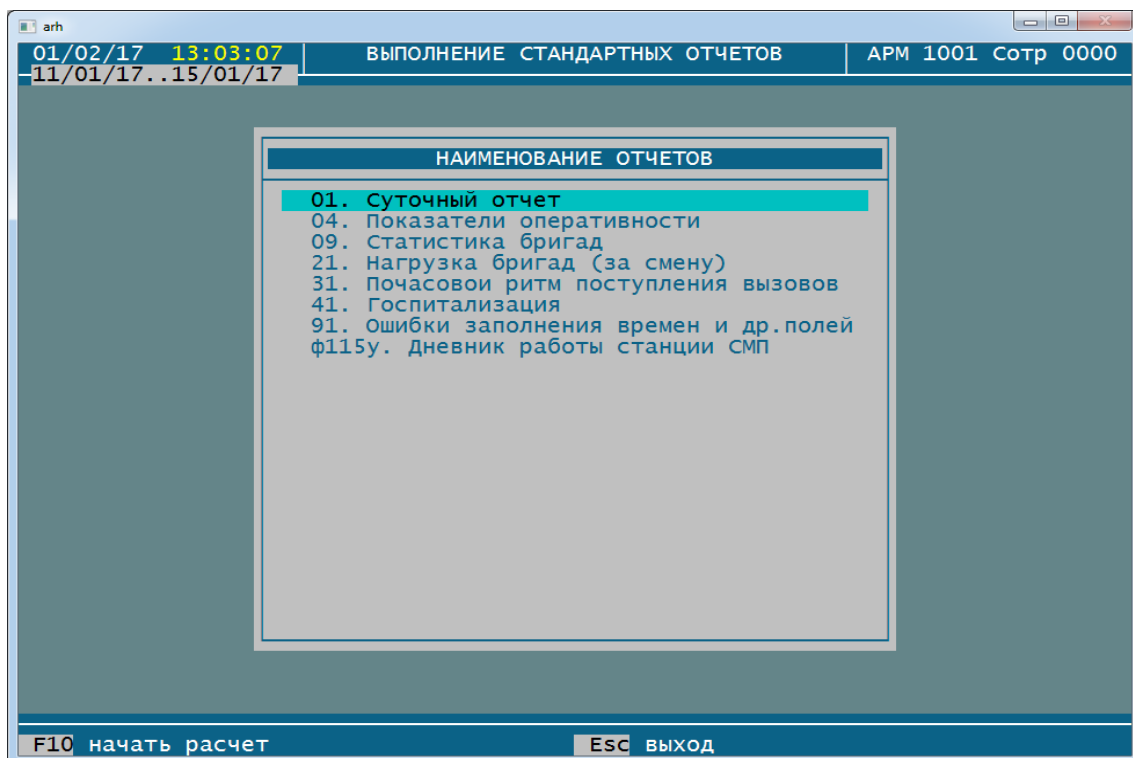 arh
01/02/17 13:03:07 ВЫПОЛНЕНИЕ СТАНДАРТНЫХ ОТЧЕТОВ АРМ 1001 Сотр 0000
11/01/17..15/01/17
НАИМЕНОВАНИЕ ОТЧЕТОВ
01. Суточный отчет
04. Показатели оперативности
09. Статистика бригад
21. Нагрузка бригад (за смену)
31. Почасовои ритм поступления вызовов
41. Госпитализация
91. Ошибки заполнения времен и др.полей
ф115у. Дневник работы станции СМП
F10 начать расчет Esc выход